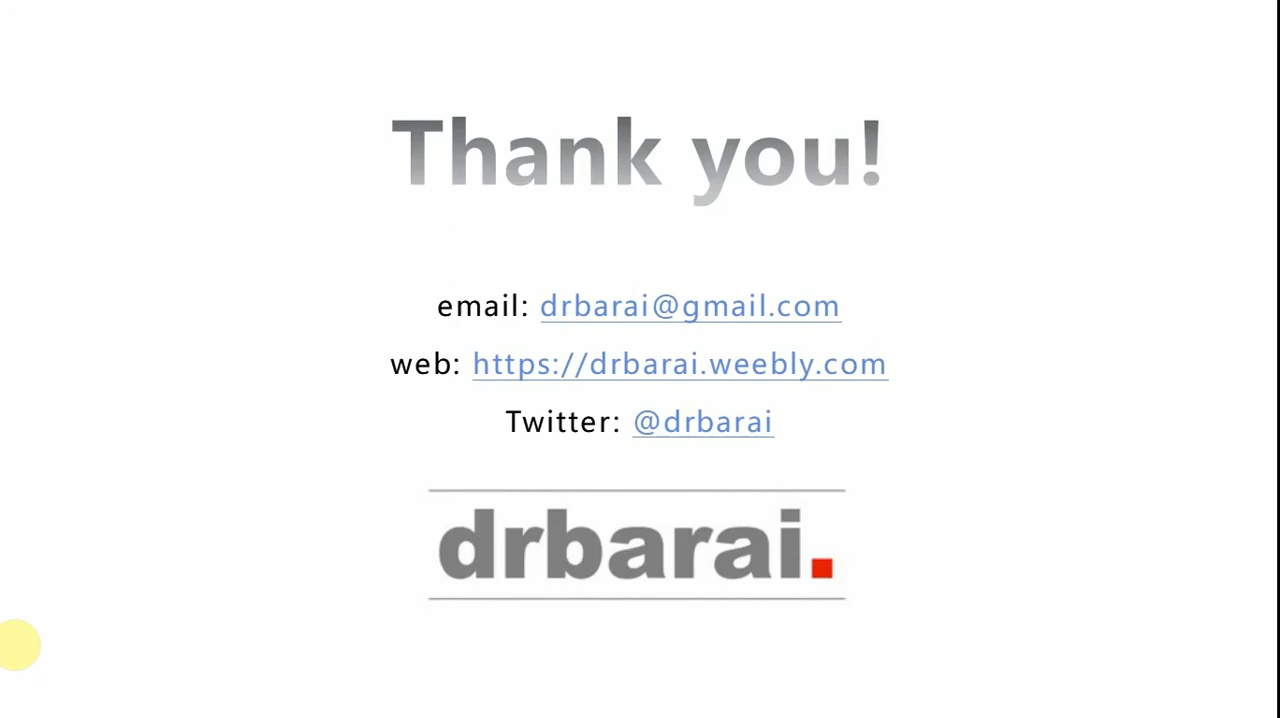 Thank you!
email: drbarai@gmail.com
web: https://drbarai.weebly.com
Twitter: @drbarai
drbarai.